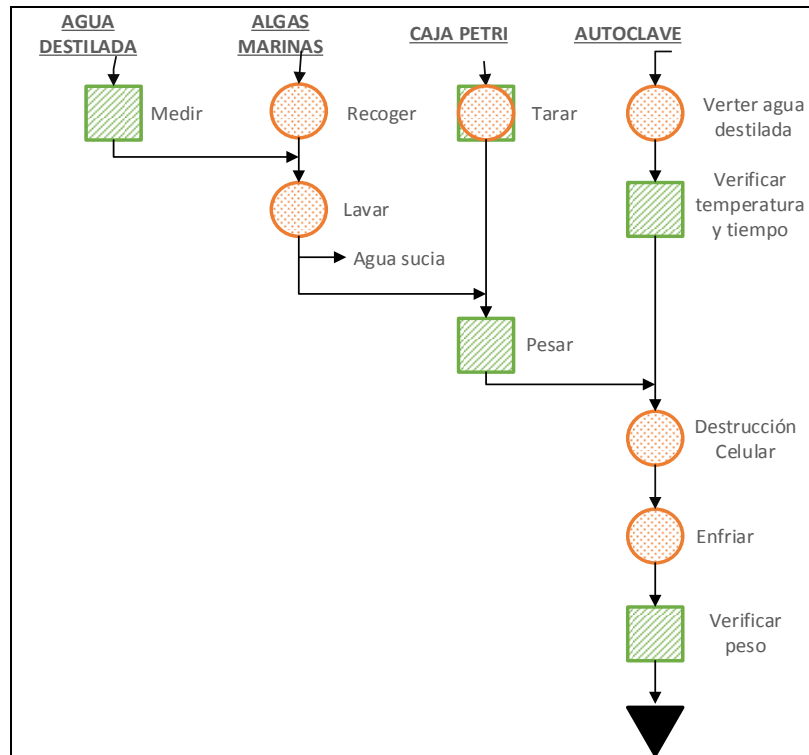 AGUA
DESTILADA
ALGAS
MARINAS
CAJA PETRI
AUTOCLAVE
Medir
Recoger
Tarar
Verter agua
destilada
Lavar
Verificar
temperatura
y tiempo
Agua sucia
Pesar
Destrucción
Celular
Enfriar
Verificar
peso